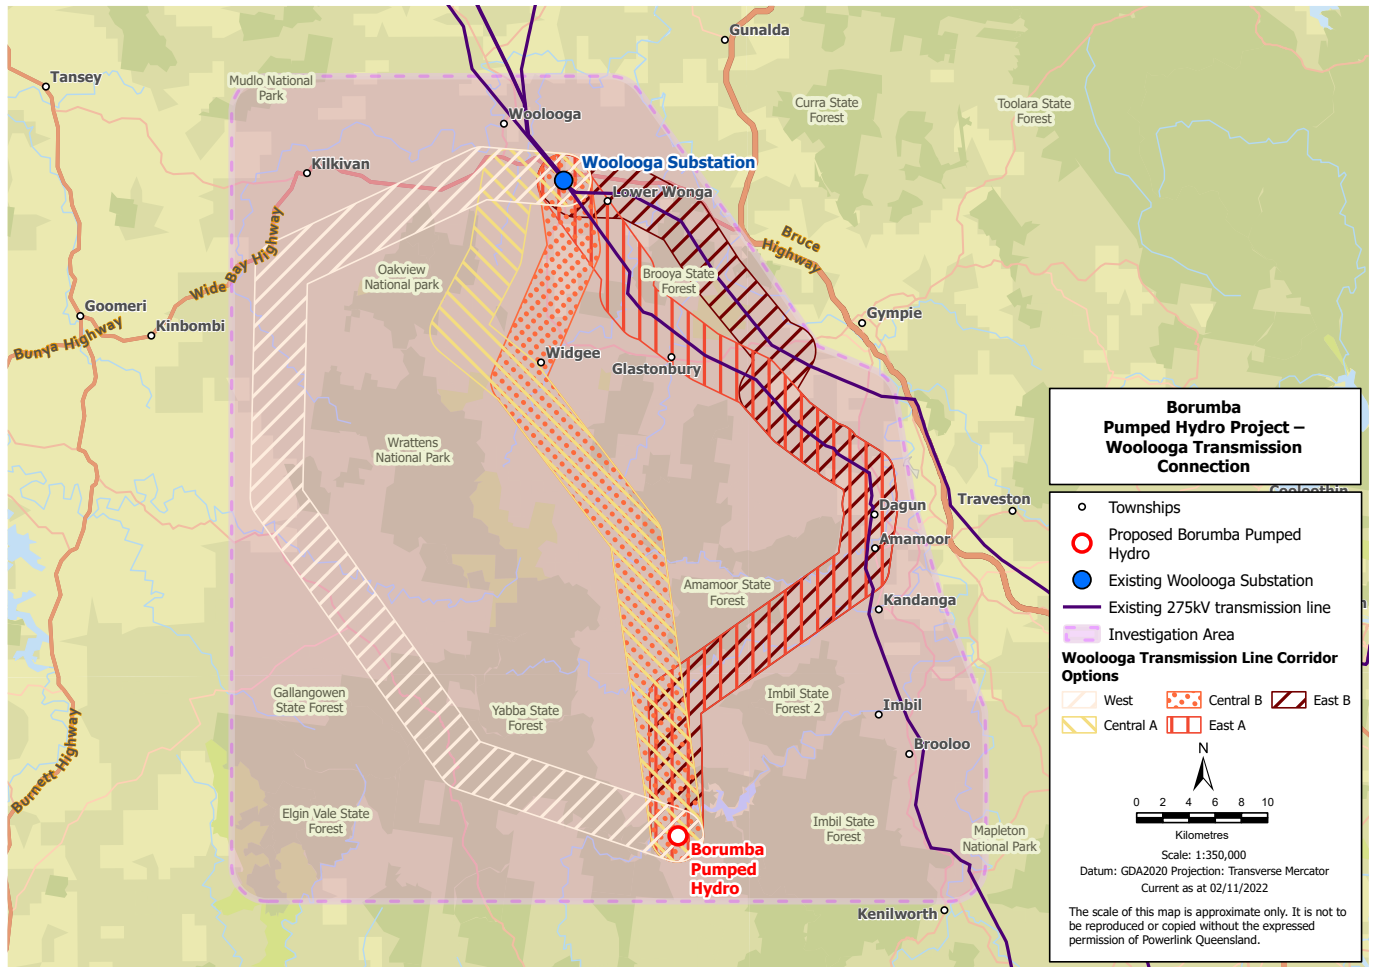 Gunalda
Tansey
Mudlo National
Park
Curra State
Forest
Toolara State
Forest
Woolooga
Kilkivan
Woolooga Substation
Lower Wonga
Bruce
Highway
Wide Bay Highway
Oakview
National park
Brooya State
Forest
Goomeri
Kinbombi
Bunya Highway
Gympie
Widgee
Glastonbury
Wrattens
National Park
Borumba
Pumped Hydro Project –
Woolooga Transmission
Connection
Cooloothin
Traveston
Dagun
Amamoor
Amamoor State
Forest
Kandanga
Townships
Proposed Borumba Pumped
Hydro
Existing Woolooga Substation
Existing 275kV transmission line
Investigation Area
Woolooga Transmission Line Corridor
Options
West
Central B
East B
Central A
East A
Gallangowen
State Forest
Yabba State
Forest
Imbil State
Forest 2
Imbil
Brooloo
Burnett Highway
Elgin Vale State
Forest
Imbil State
Forest
Mapleton
National Park
Borumba
Pumped
Hydro
Kenilworth
N
0 2 4 6 8 10
Kilometres
Scale: 1:350,000
Datum: GDA2020 Projection: Transverse Mercator
Current as at 02/11/2022
The scale of this map is approximate only. It is not to
be reproduced or copied without the expressed
permission of Powerlink Queensland.